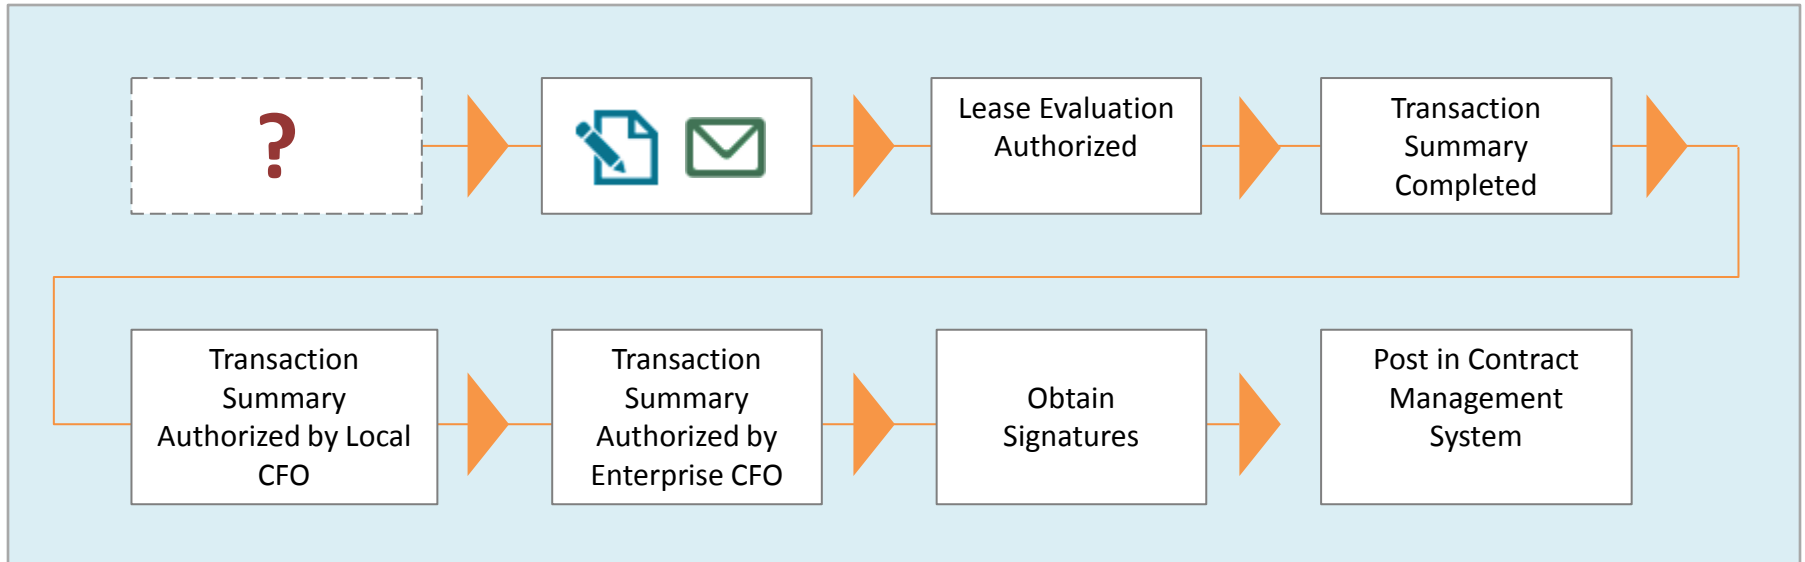 ?
Lease Evaluation
Authorized
Transaction
Summary
Completed
Transaction
Summary
Authorized by Local
CFO
Transaction
Summary
Authorized by
Enterprise CFO
Obtain
Signatures
Post in Contract
Management
System